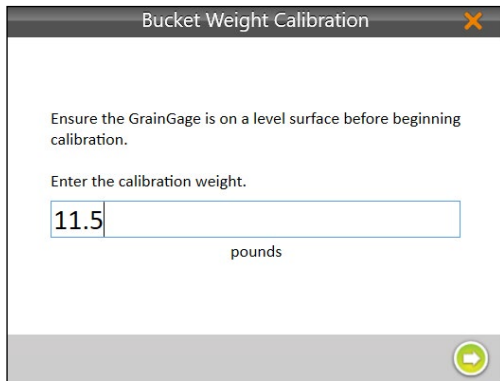 Bucket Weight Calibration
Ensure the GrainGage is on a level surface before beginning
calibration.
Enter the calibration weight.
11.5
pounds